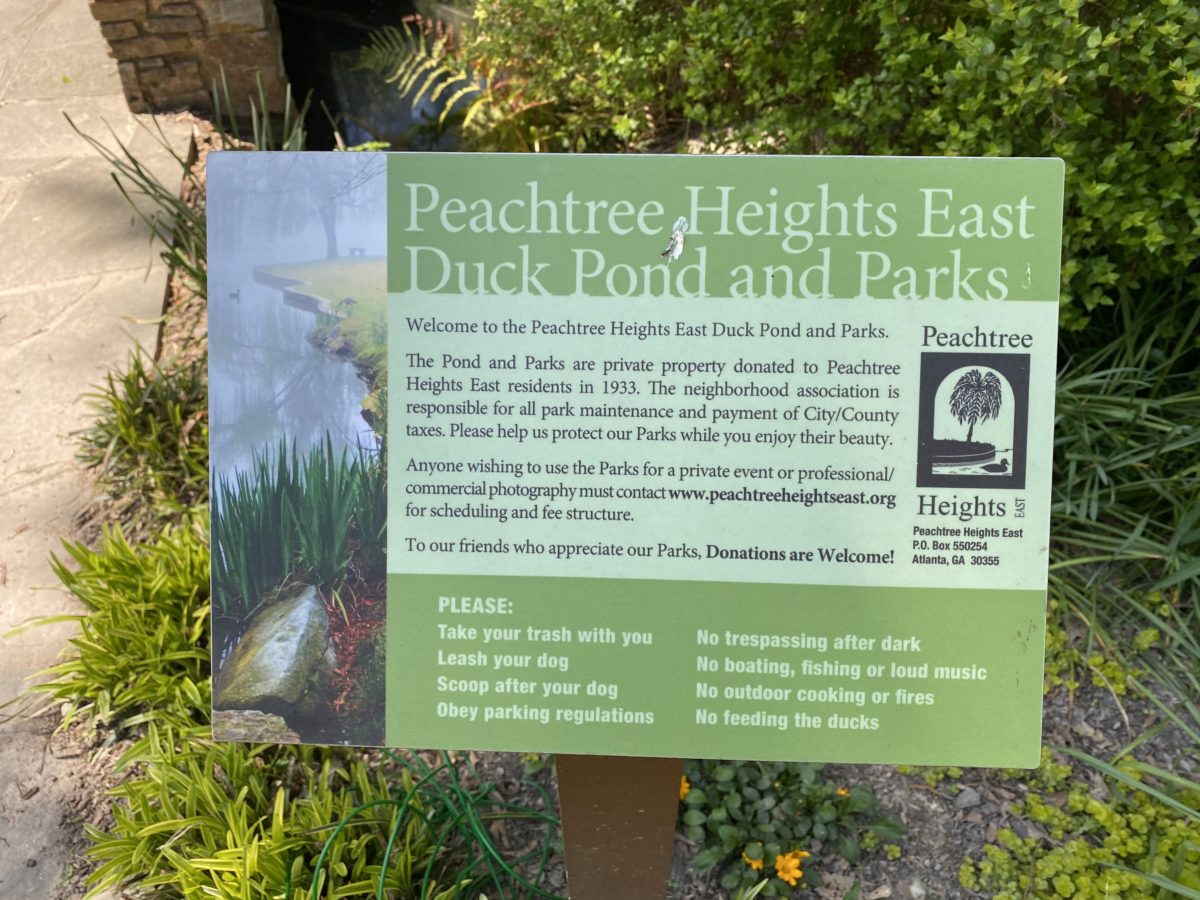 Peachtree Heights East
Duck Pond and Parks
Welcome to the Peachtree Heights East Duck Pond and Parks.
The Pond and Parks are private property donated to Peachtree
Heights East residents in 1933. The neighborhood association is
responsible for all park maintenance and payment of City/County
taxes. Please help us protect our Parks while you enjoy their beauty.
Anyone wishing to use the Parks for a private event or professional/
commercial photography must contact www.peachtreeheightseast.org
for scheduling and fee structure.
To our friends who appreciate our Parks, Donations are Welcome!
Peachtree
Heights EAST
Peachtree Heights East
P.O. Box 550254
Atlanta, GA 30355
PLEASE:
Take your trash with you
Leash your dog
Scoop after your dog
Obey parking regulations
No trespassing after dark
No boating, fishing or loud music
No outdoor cooking or fires
No feeding the ducks